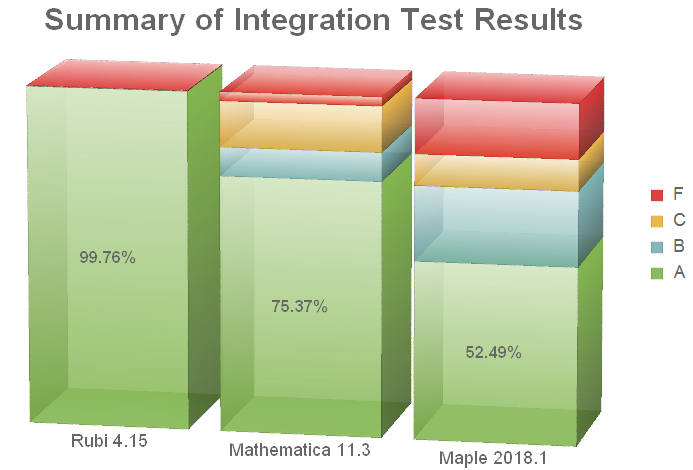 Summary of Integration Test Results
99.76%
75.37%
52.49%
F
C
B
A
Rubi 4.15
Mathematica 11.3
Maple 2018.1